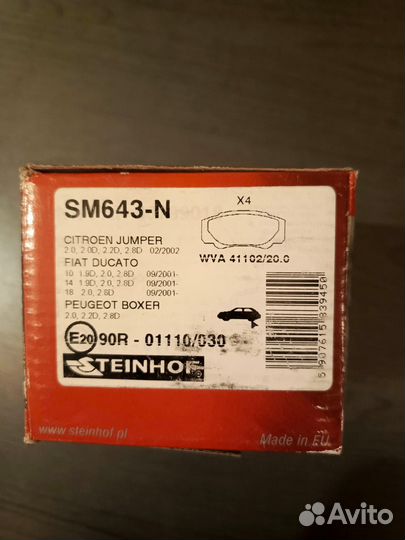 SM643-N
X4
CITROEN JUMPER
2.0, 2.0D, 2.2D, 2.8D 02/2002
FIAT DUCATO
10 1.9D, 2.0, 2.8D 09/2001-
14 1.9D, 2.0, 2.8D 09/2001-
18 2.0, 2.8D 09/2001-
PEUGEOT BOXER
2.0, 2.2D, 2.8D
WVA 41102/20.0
E20 90R - 01110/030
STEINHOF
5 907615 839450
www.steinhof.pl
Made in EU
Avito